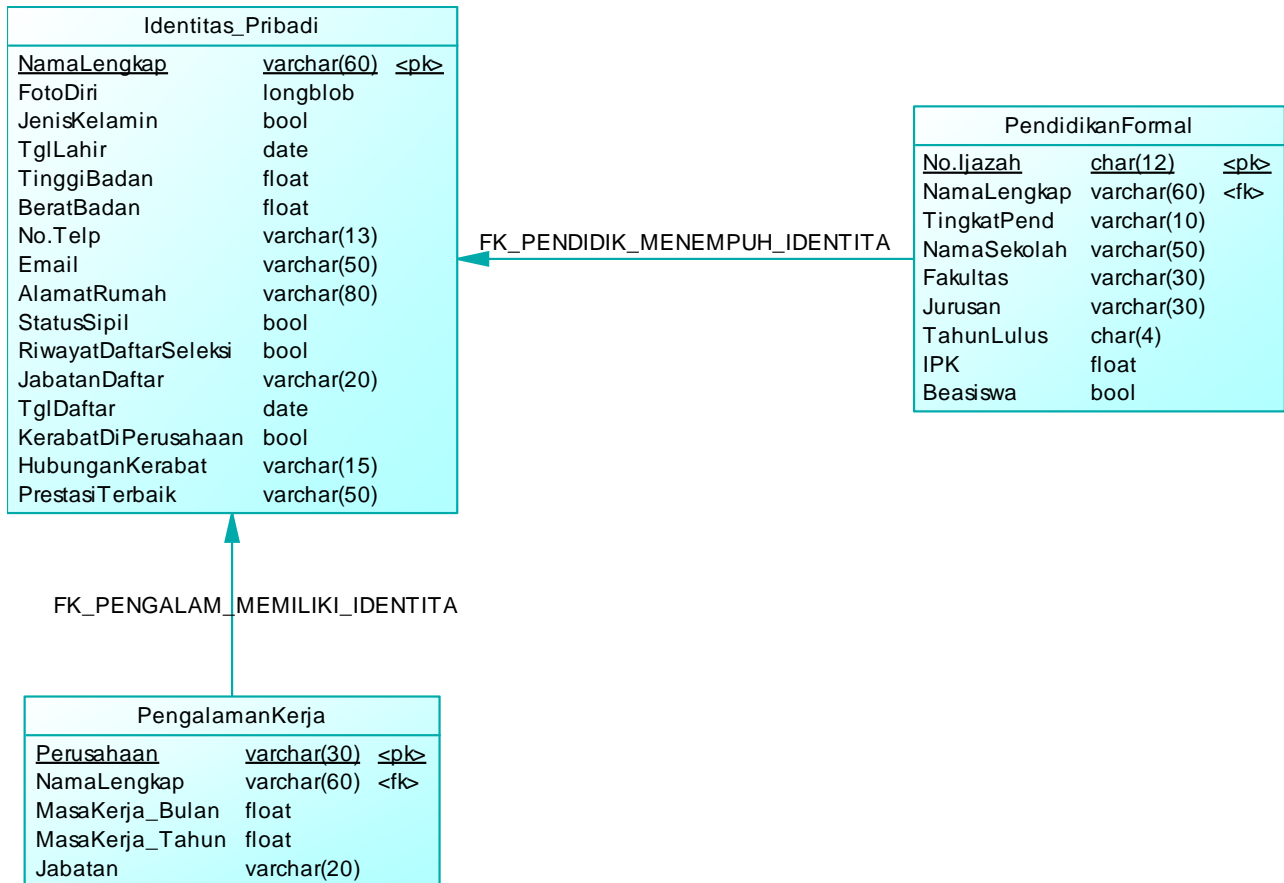 Identitas_Pribadi
NamaLengkap varchar(60) <pk>
FotoDiri longblob
JenisKelamin bool
TglLahir date
TinggiBadan float
BeratBadan float
No.Telp varchar(13)
Email varchar(50)
AlamatRumah varchar(80)
StatusSipil bool
RiwayatDaftarSeleksi bool
JabatanDaftar varchar(20)
TglDaftar date
KerabatDiPerusahaan bool
HubunganKerabat varchar(15)
PrestasiTerbaik varchar(50)
FK_PENDIDIK_MENEMPUH_IDENTITA
PendidikanFormal
No.Ijazah char(12) <pk>
NamaLengkap varchar(60) <fk>
TingkatPend varchar(10)
NamaSekolah varchar(50)
Fakultas varchar(30)
Jurusan varchar(30)
TahunLulus char(4)
IPK float
Beasiswa bool
FK_PENGALAM_MEMILIKI_IDENTITA
PengalamanKerja
Perusahaan varchar(30) <pk>
NamaLengkap varchar(60) <fk>
MasaKerja_Bulan float
MasaKerja_Tahun float
Jabatan varchar(20)